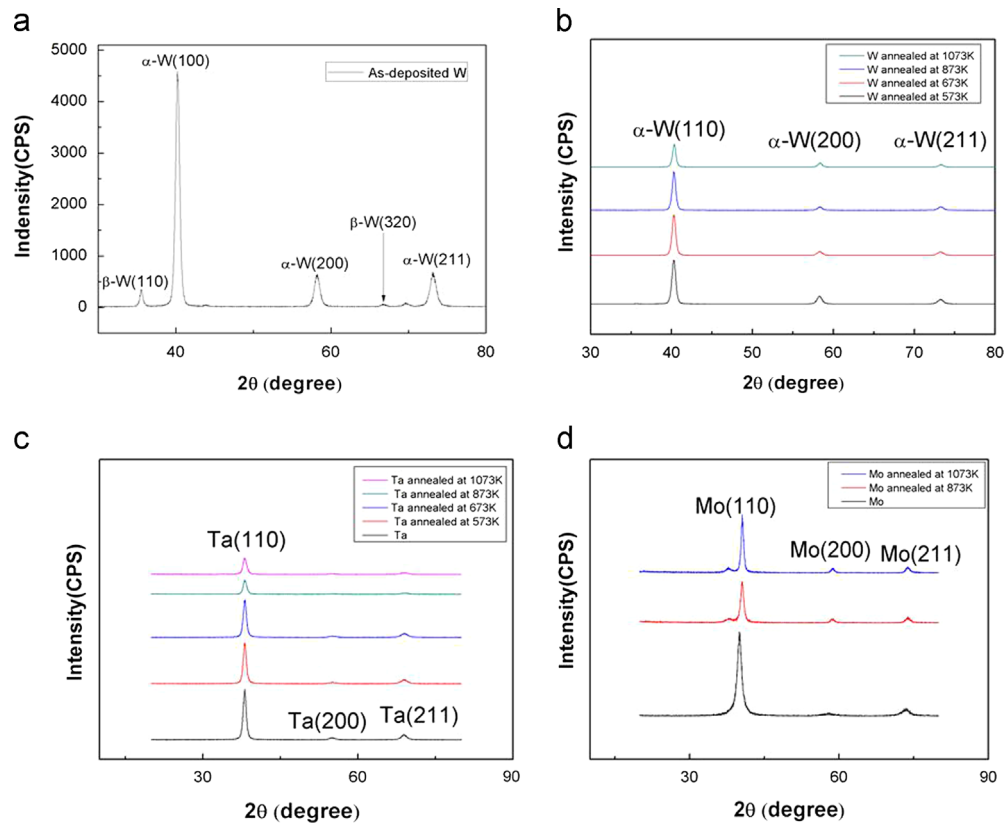 a
5000
4000
3000
2000
1000
0
Indensity(CPS)
α-W(100)
As-deposited W
β-W(110)
α-W(200)
β-W(320)
α-W(211)
40
60
80
2θ (degree)
b
Intensity (CPS)
W annealed at 1073K
W annealed at 873K
W annealed at 673K
W annealed at 573K
α-W(110)
α-W(200)
α-W(211)
30
40
50
60
70
80
2θ (degree)
c
Intensity(CPS)
Ta annealed at 1073K
Ta annealed at 873K
Ta annealed at 673K
Ta annealed at 573K
Ta
Ta(110)
Ta(200)
Ta(211)
30
60
90
2θ (degree)
d
Intensity(CPS)
Mo annealed at 1073K
Mo annealed at 873K
Mo
Mo(110)
Mo(200)
Mo(211)
30
60
90
2θ (degree)